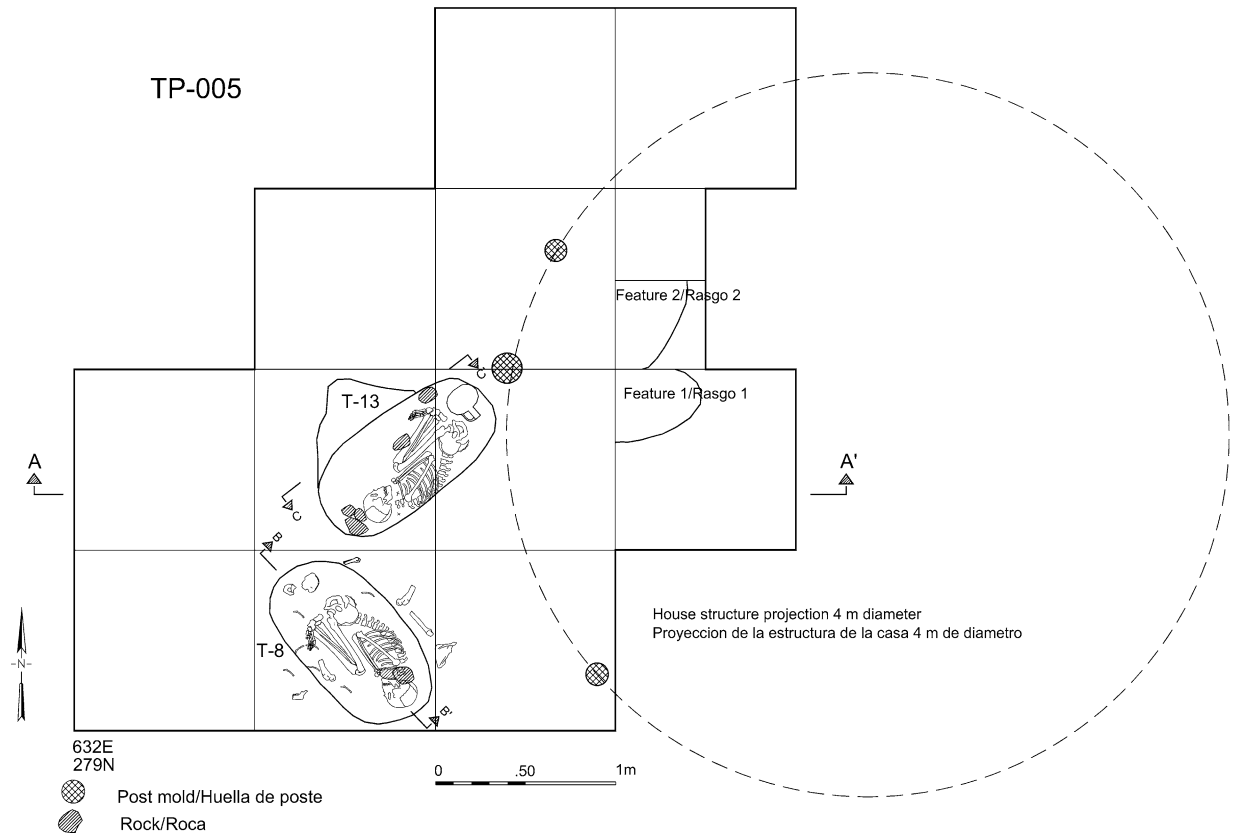 TP-005
Feature 2/Rasgo 2
C'
Feature 1/Rasgo 1
T-13
A
A'
C
B
House structure projection 4 m diameter
Proyeccion de la estructura de la casa 4 m de diametro
T-8
N
B'
632E
279N
0 .50 1m
Post mold/Huella de poste
Rock/Roca